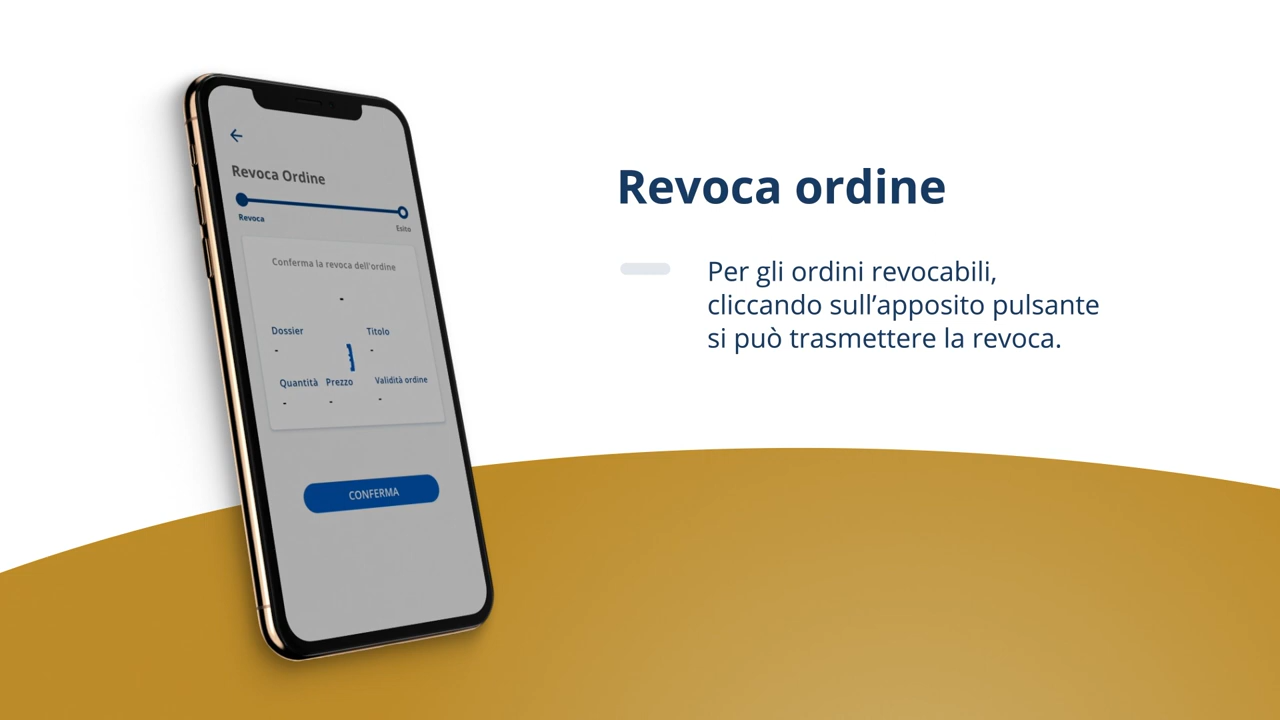 Revoca Ordine
Revoca
Esito
Conferma la revoca dell'ordine
-
Dossier
Titolo
-
-
Quantità
Prezzo
Validità ordine
-
-
-
CONFERMA
Revoca ordine
Per gli ordini revocabili,
cliccando sull’apposito pulsante
si può trasmettere la revoca.